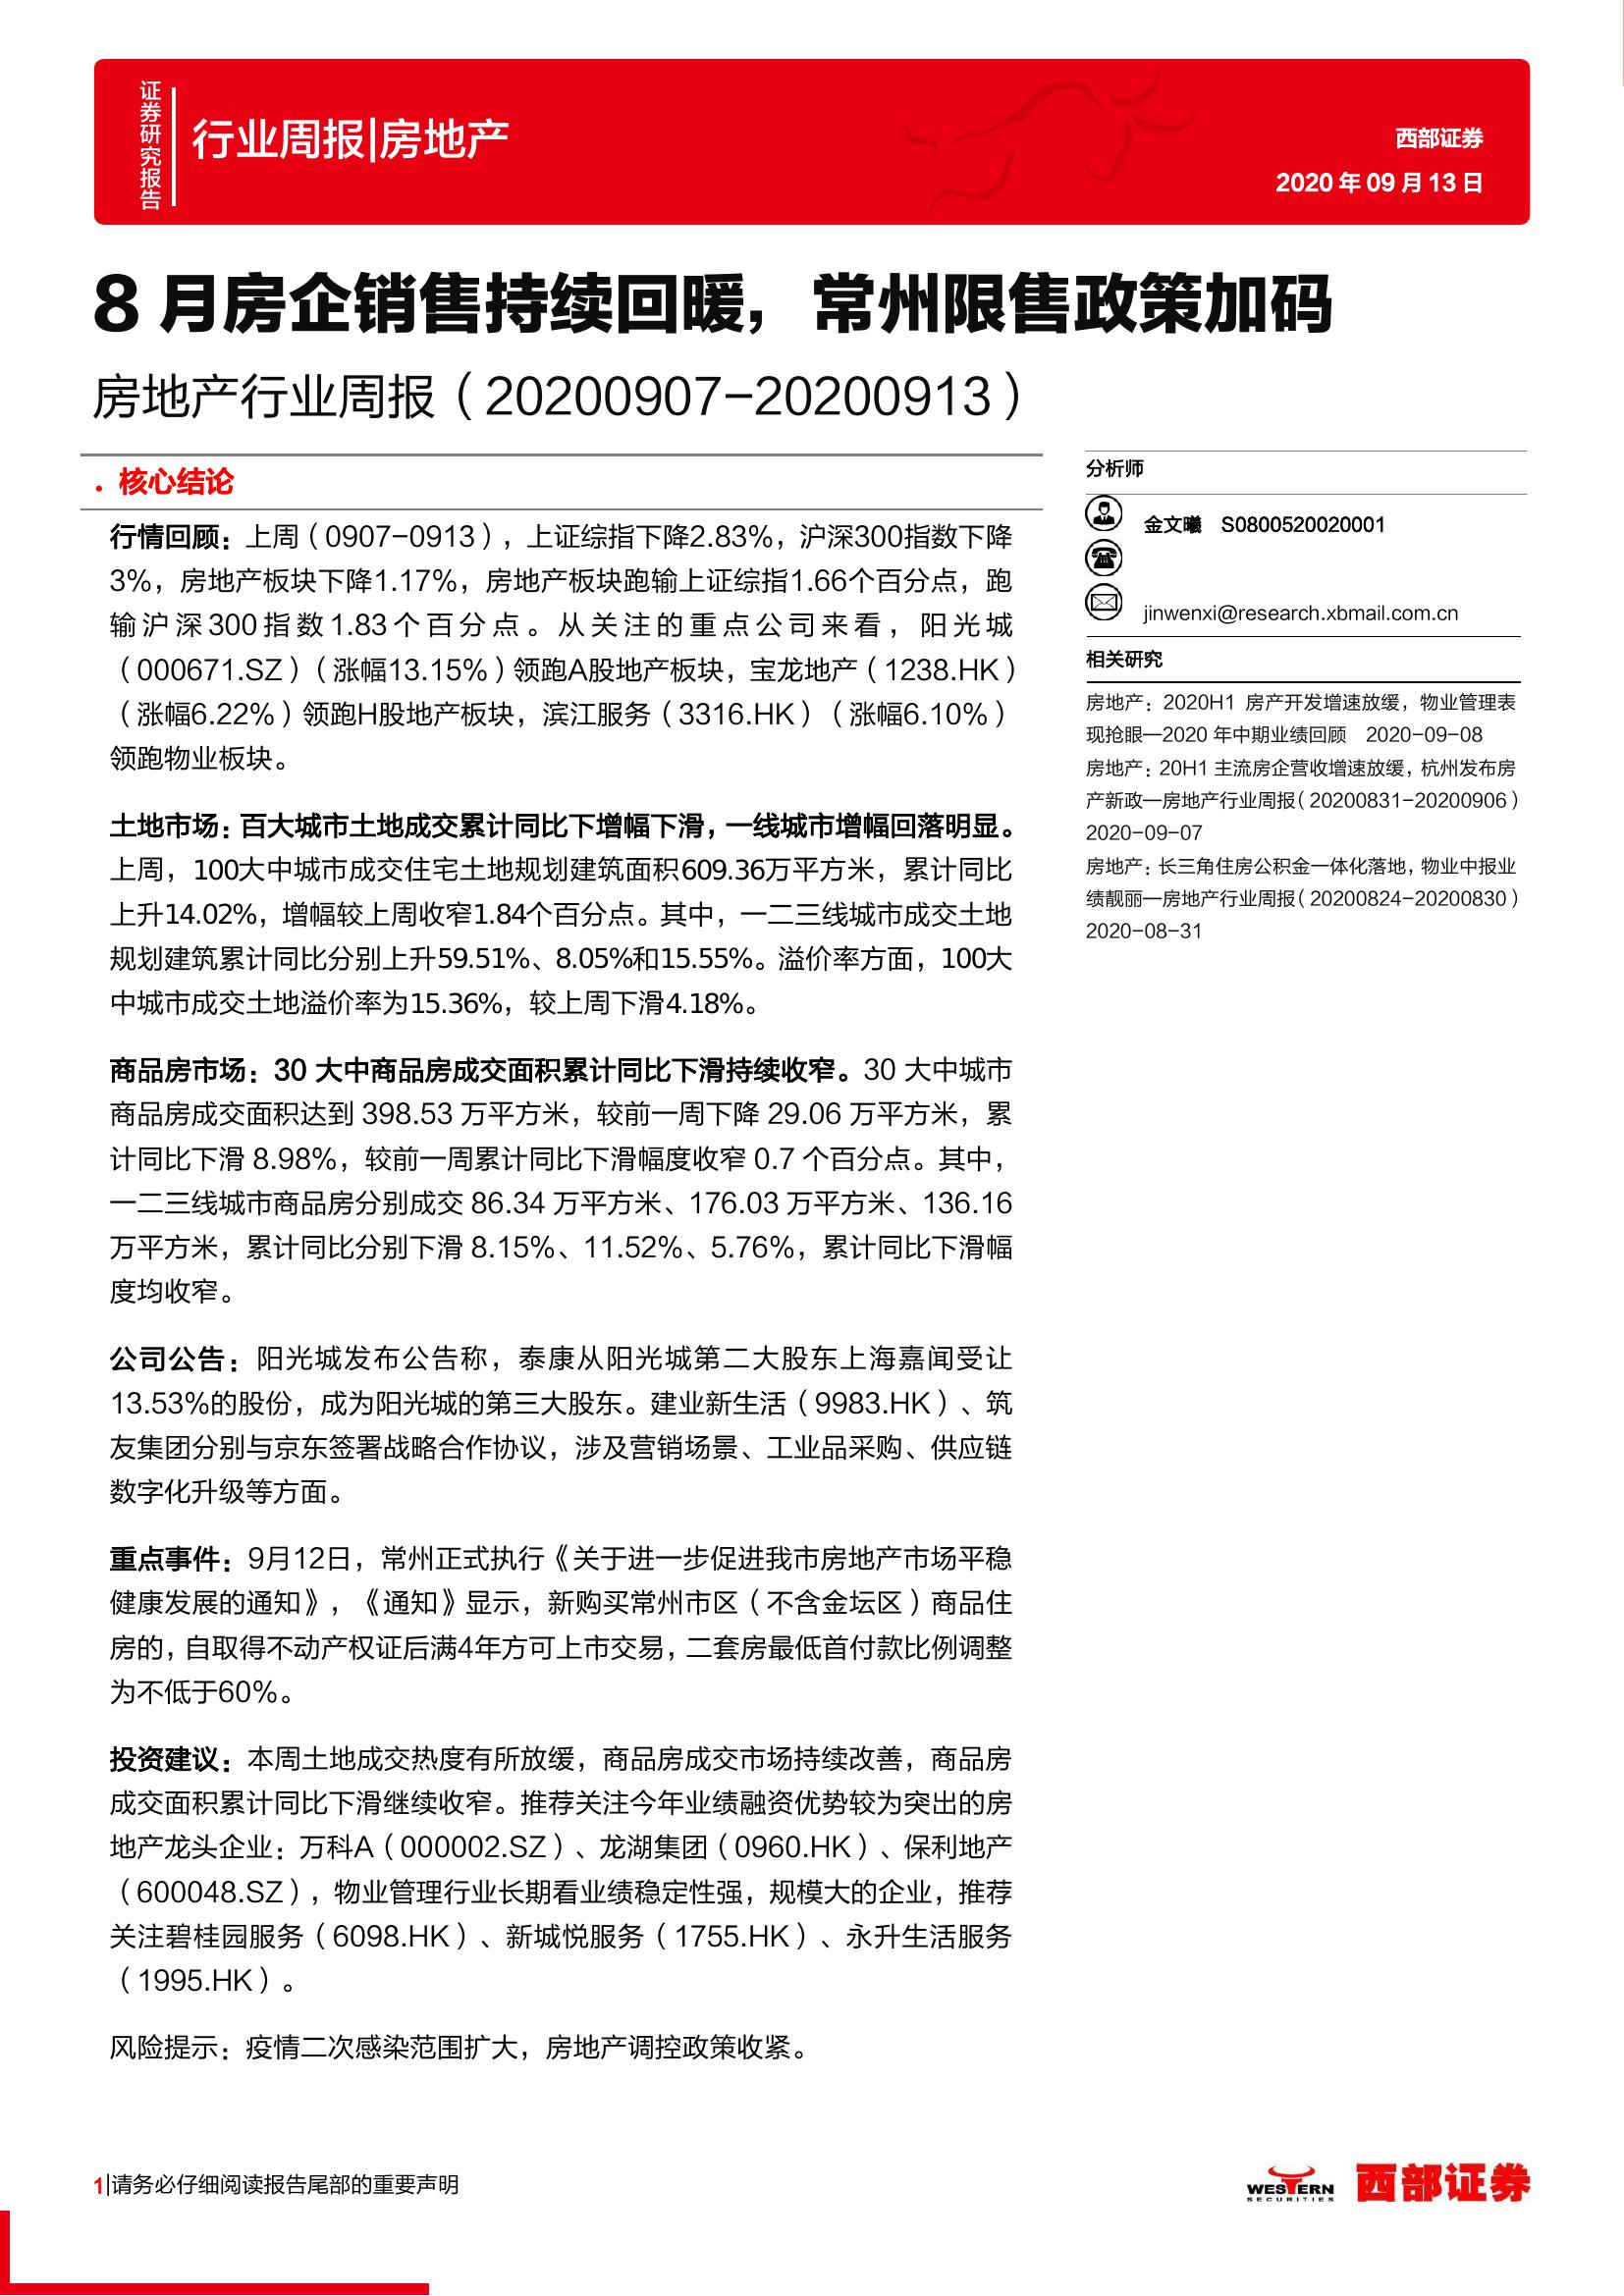 证券研究报告
行业周报|房地产
西部证券
2020 年 09 月 13 日
8 月房企销售持续回暖，常州限售政策加码
房地产行业周报（20200907-20200913）
核心结论
行情回顾：上周（0907-0913），上证综指下降2.83%，沪深300指数下降
3%，房地产板块下降1.17%，房地产板块跑输上证综指1.66个百分点，跑
输沪深300指数1.83个百分点。从关注的重点公司来看，阳光城
（000671.SZ）（涨幅13.15%）领跑A股地产板块，宝龙地产（1238.HK）
（涨幅6.22%）领跑H股地产板块，滨江服务（3316.HK）（涨幅6.10%）
领跑物业板块。
土地市场：百大城市土地成交累计同比下增幅下滑，一线城市增幅回落明显。
上周，100大中城市成交住宅土地规划建筑面积609.36万平方米，累计同比
上升14.02%，增幅较上周收窄1.84个百分点。其中，一二三线城市成交土地
规划建筑累计同比分别上升59.51%、8.05%和15.55%。溢价率方面，100大
中城市成交土地溢价率为15.36%，较上周下滑4.18%。
商品房市场：30 大中商品房成交面积累计同比下滑持续收窄。30 大中城市
商品房成交面积达到 398.53 万平方米，较前一周下降 29.06 万平方米，累
计同比下滑 8.98%，较前一周累计同比下滑幅度收窄 0.7 个百分点。其中，
一二三线城市商品房分别成交 86.34 万平方米、176.03 万平方米、136.16
万平方米，累计同比分别下滑 8.15%、11.52%、5.76%，累计同比下滑幅
度均收窄。
公司公告：阳光城发布公告称，泰康从阳光城第二大股东上海嘉闻受让
13.53%的股份，成为阳光城的第三大股东。建业新生活（9983.HK）、筑
友集团分别与京东签署战略合作协议，涉及营销场景、工业品采购、供应链
数字化升级等方面。
重点事件：9月12日，常州正式执行《关于进一步促进我市房地产市场平稳
健康发展的通知》，《通知》显示，新购买常州市区（不含金坛区）商品住
房的，自取得不动产权证后满4年方可上市交易，二套房最低首付款比例调整
为不低于60%。
投资建议：本周土地成交热度有所放缓，商品房成交市场持续改善，商品房
成交面积累计同比下滑继续收窄。推荐关注今年业绩融资优势较为突出的房
地产龙头企业：万科A（000002.SZ）、龙湖集团（0960.HK）、保利地产
（600048.SZ），物业管理行业长期看业绩稳定性强，规模大的企业，推荐
关注碧桂园服务（6098.HK）、新城悦服务（1755.HK）、永升生活服务
（1995.HK）。
风险提示：疫情二次感染范围扩大，房地产调控政策收紧。
分析师
金文曦 S0800520020001
jinwenxi@research.xbmail.com.cn
相关研究
房地产：2020H1 房产开发增速放缓，物业管理表
现抢眼—2020 年中期业绩回顾 2020-09-08
房地产：20H1 主流房企营收增速放缓，杭州发布房
产新政—房地产行业周报（20200831-20200906）
2020-09-07
房地产：长三角住房公积金一体化落地，物业中报业
绩靓丽—房地产行业周报（20200824-20200830）
2020-08-31
1|请务必仔细阅读报告尾部的重要声明
WESTERN
SECURITIES
西部证券